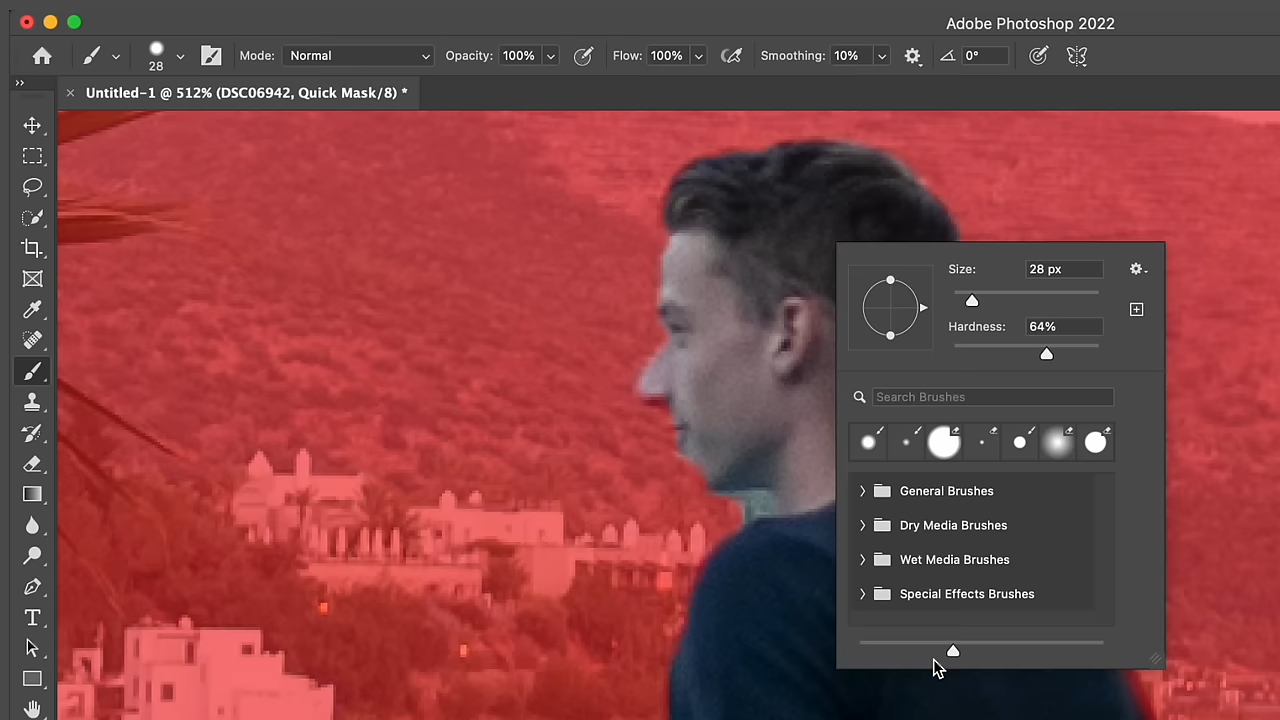 Adobe Photoshop 2022
28
Mode: Normal Opacity: 100% Flow: 100% Smoothing: 10% 0°
Untitled-1 @ 512% (DSC06942, Quick Mask/8) *
Size: 28 px
Hardness: 64%
Search Brushes
General Brushes
Dry Media Brushes
Wet Media Brushes
Special Effects Brushes